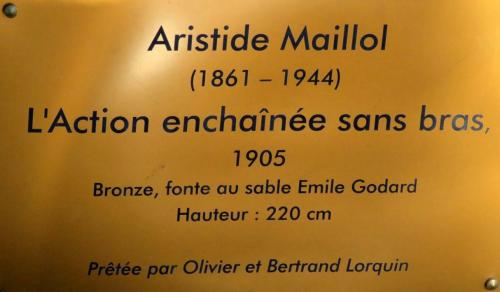 Aristide Maillol
(1861 – 1944)
L'Action enchaînée sans bras,
1905
Bronze, fonte au sable Emile Godard
Hauteur : 220 cm
Prêtée par Olivier et Bertrand Lorquin